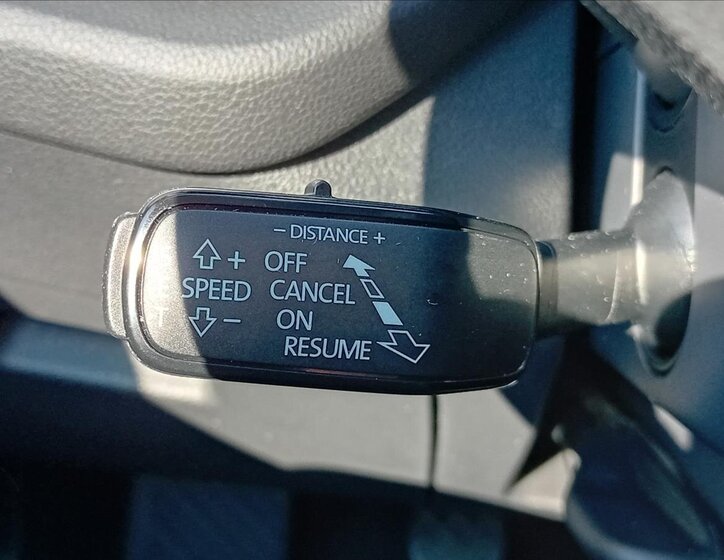 - DISTANCE +
+ OFF
SPEED CANCEL
- ON
RESUME